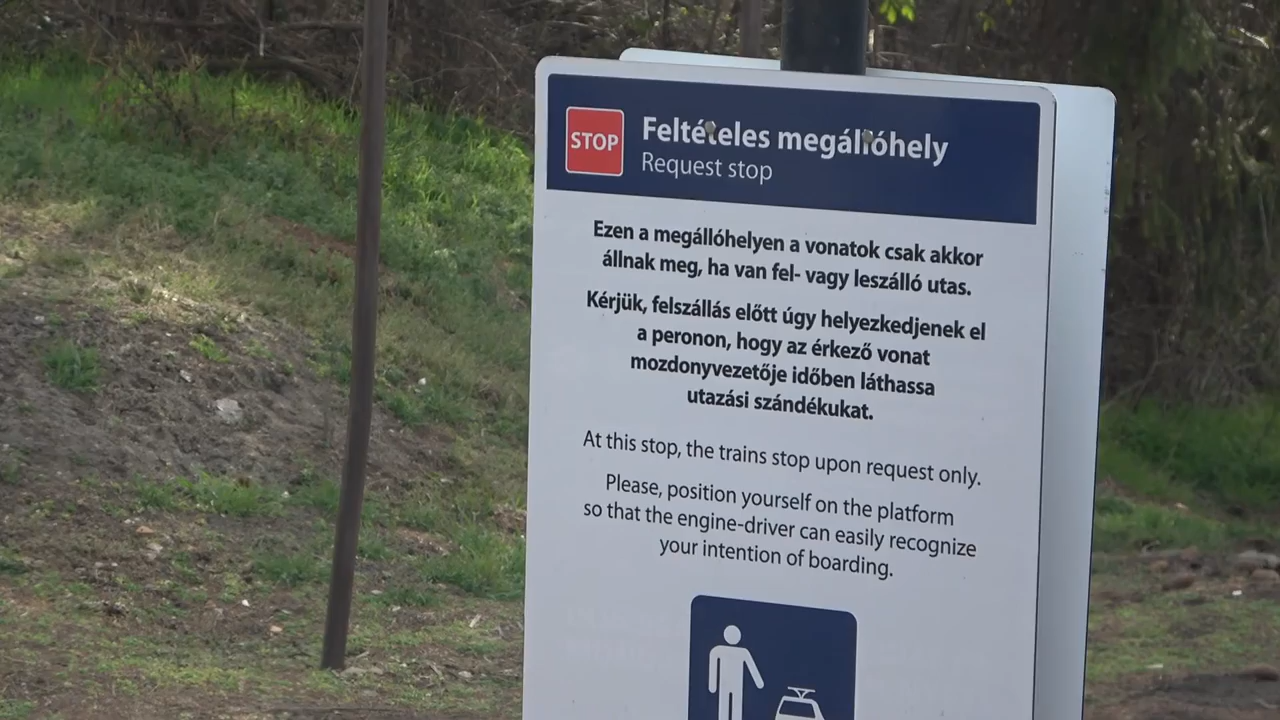 STOP
Feltételes megállóhely
Request stop
Ezen a megállóhelyen a vonatok csak akkor
állnak meg, ha van fel- vagy leszálló utas.
Kérjük, felszállás előtt úgy helyezkedjenek el
a peronon, hogy az érkező vonat
mozdonyvezetője időben láthassa
utazási szándékukat.
At this stop, the trains stop upon request only.
Please, position yourself on the platform
so that the engine-driver can easily recognize
your intention of boarding.